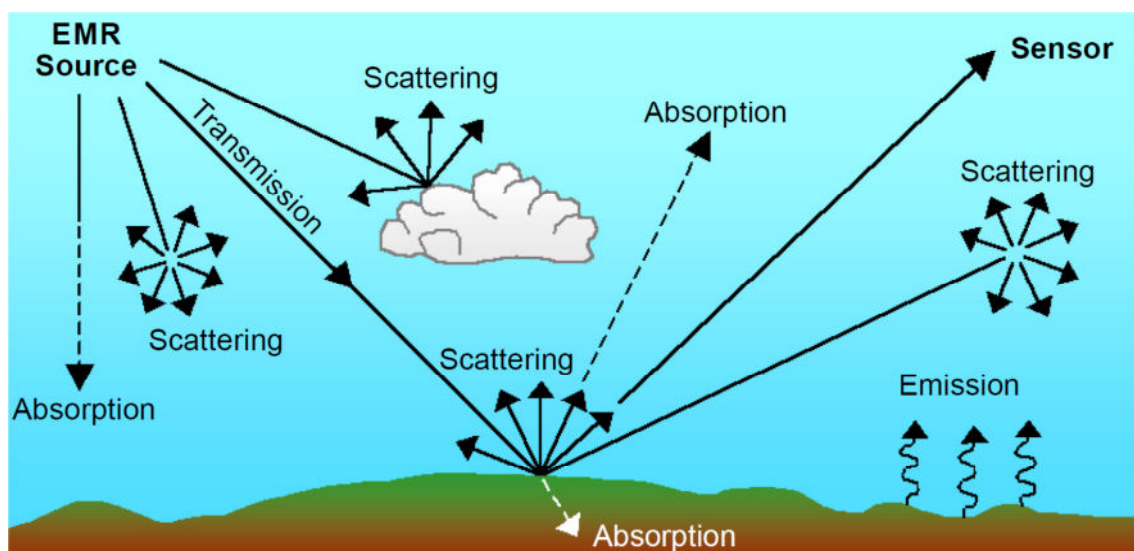 EMR
Source
Sensor
Scattering
Absorption
Transmission
Scattering
Scattering
Scattering
Emission
Absorption
Absorption